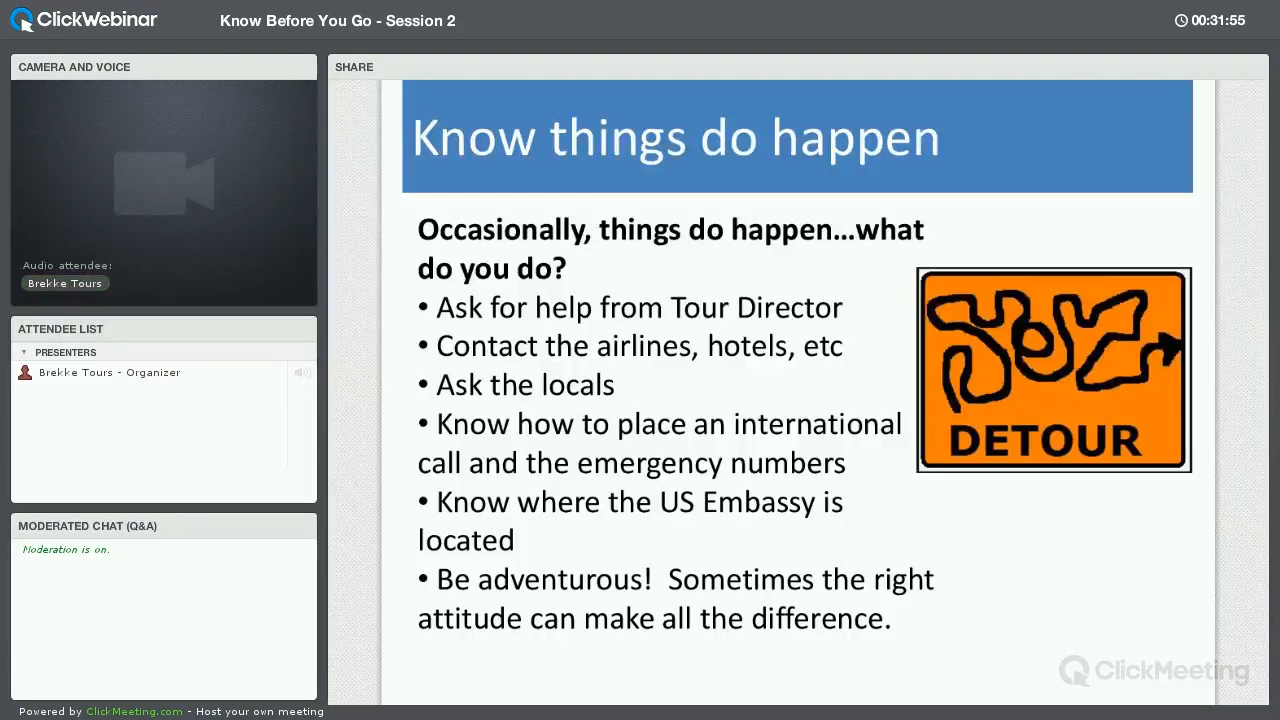 ClickWebinar
Know Before You Go - Session 2
00:31:55
CAMERA AND VOICE
Audio attendee:
Brekke Tours
ATTENDEE LIST
PRESENTERS
Brekke Tours - Organizer
MODERATED CHAT (Q&A)
Moderation is on.
Powered by ClickMeeting.com - Host your own meeting
SHARE
Know things do happen
Occasionally, things do happen...what
do you do?
• Ask for help from Tour Director
• Contact the airlines, hotels, etc
• Ask the locals
• Know how to place an international
call and the emergency numbers
• Know where the US Embassy is
located
• Be adventurous!  Sometimes the right
attitude can make all the difference.
DETOUR
ClickMeeting